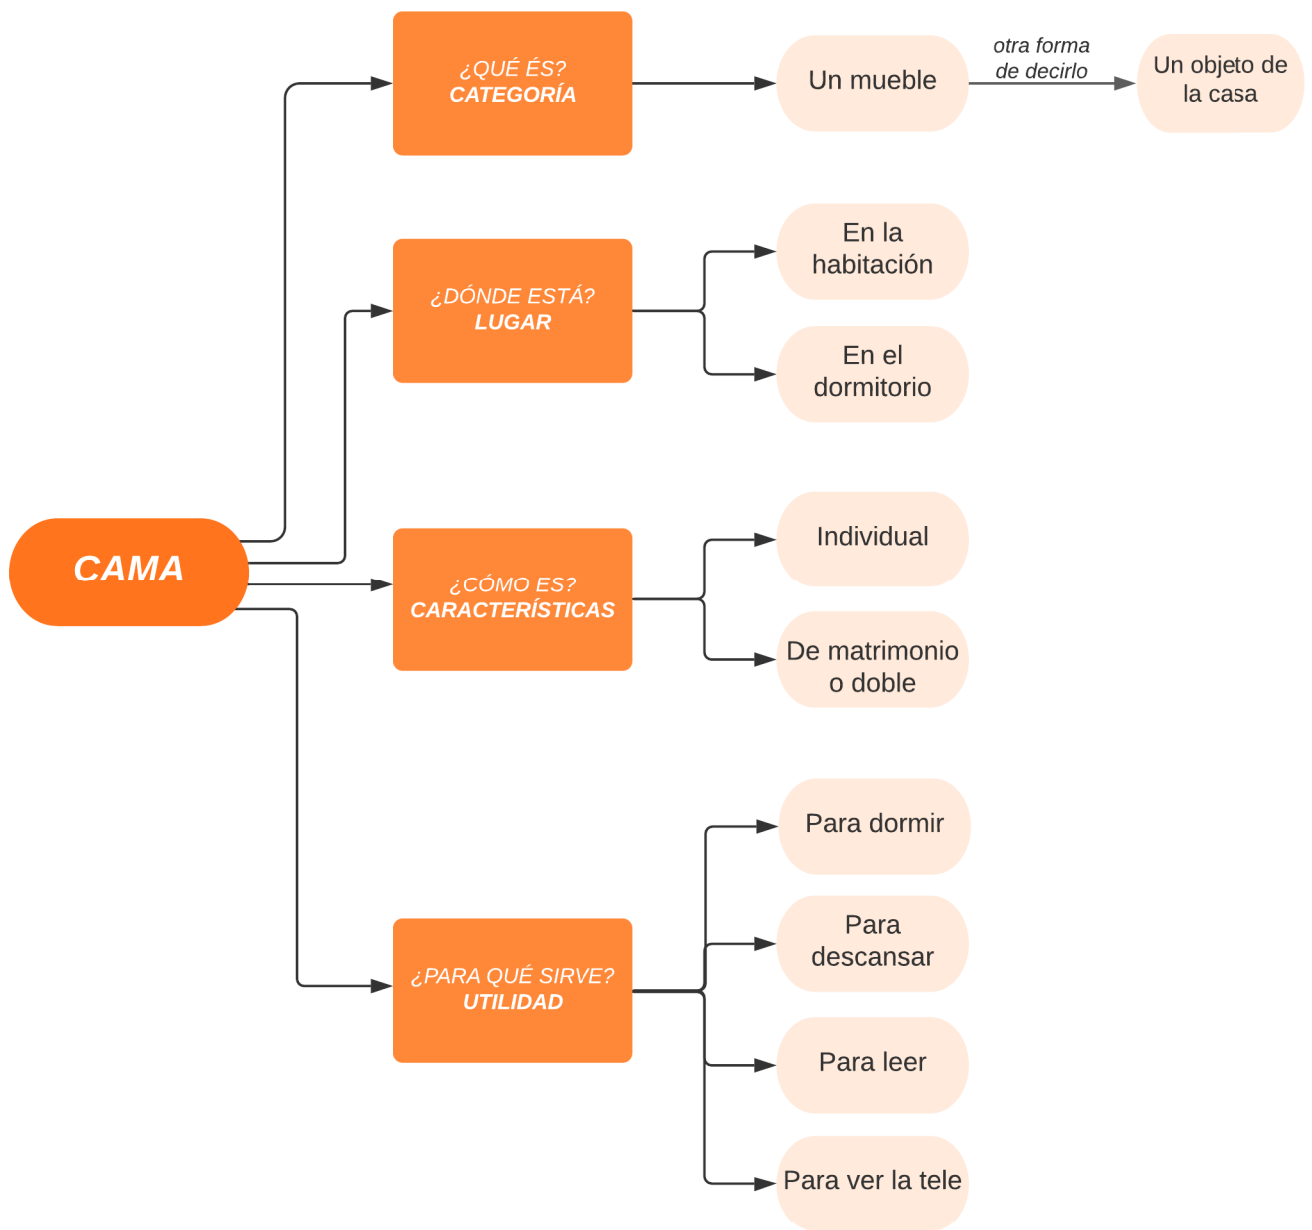 ¿QUÉ ÉS?
CATEGORÍA
Un mueble
otra forma
de decirlo
Un objeto de
la casa
¿DÓNDE ESTÁ?
LUGAR
En la
habitación
En el
dormitorio
CAMA
¿CÓMO ES?
CARACTERÍSTICAS
Individual
De matrimonio
o doble
¿PARA QUÉ SIRVE?
UTILIDAD
Para dormir
Para
descansar
Para leer
Para ver la tele